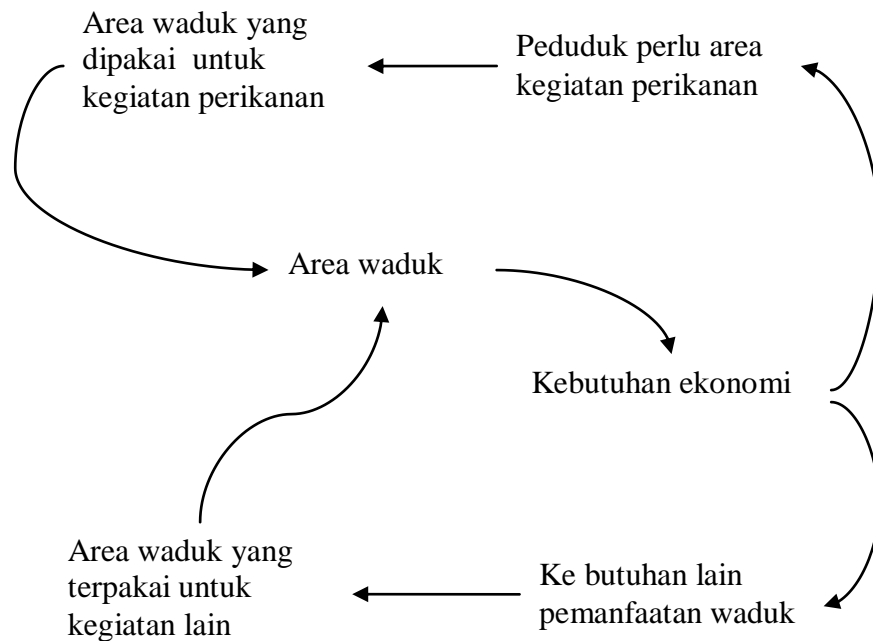 Area waduk yang
dipakai untuk
kegiatan perikanan
Peduduk perlu area
kegiatan perikanan
Area waduk
Kebutuhan ekonomi
Area waduk yang
terpakai untuk
kegiatan lain
Ke butuhan lain
pemanfaatan waduk